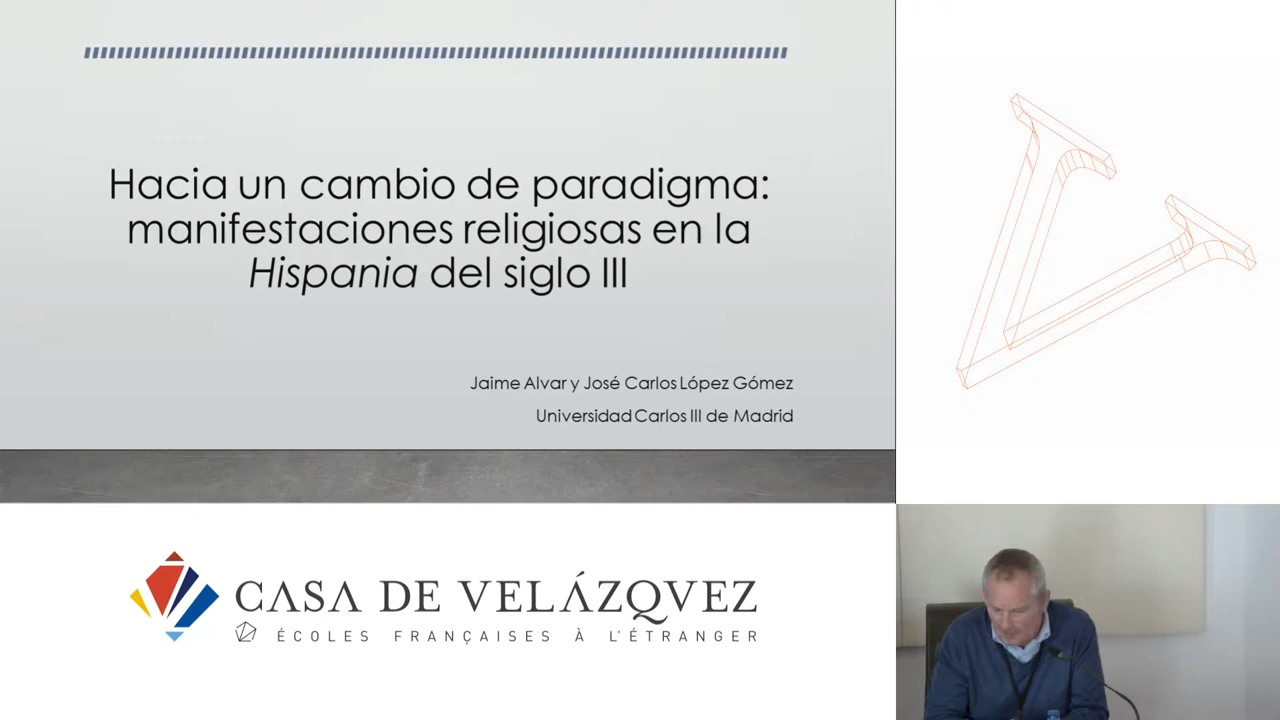 Hacia un cambio de paradigma:
manifestaciones religiosas en la
Hispania del siglo III
Jaime Alvar y José Carlos López Gómez
Universidad Carlos III de Madrid
CASA DE VELÁZQVEZ
ÉCOLES FRANÇAISES À L'ÉTRANGER